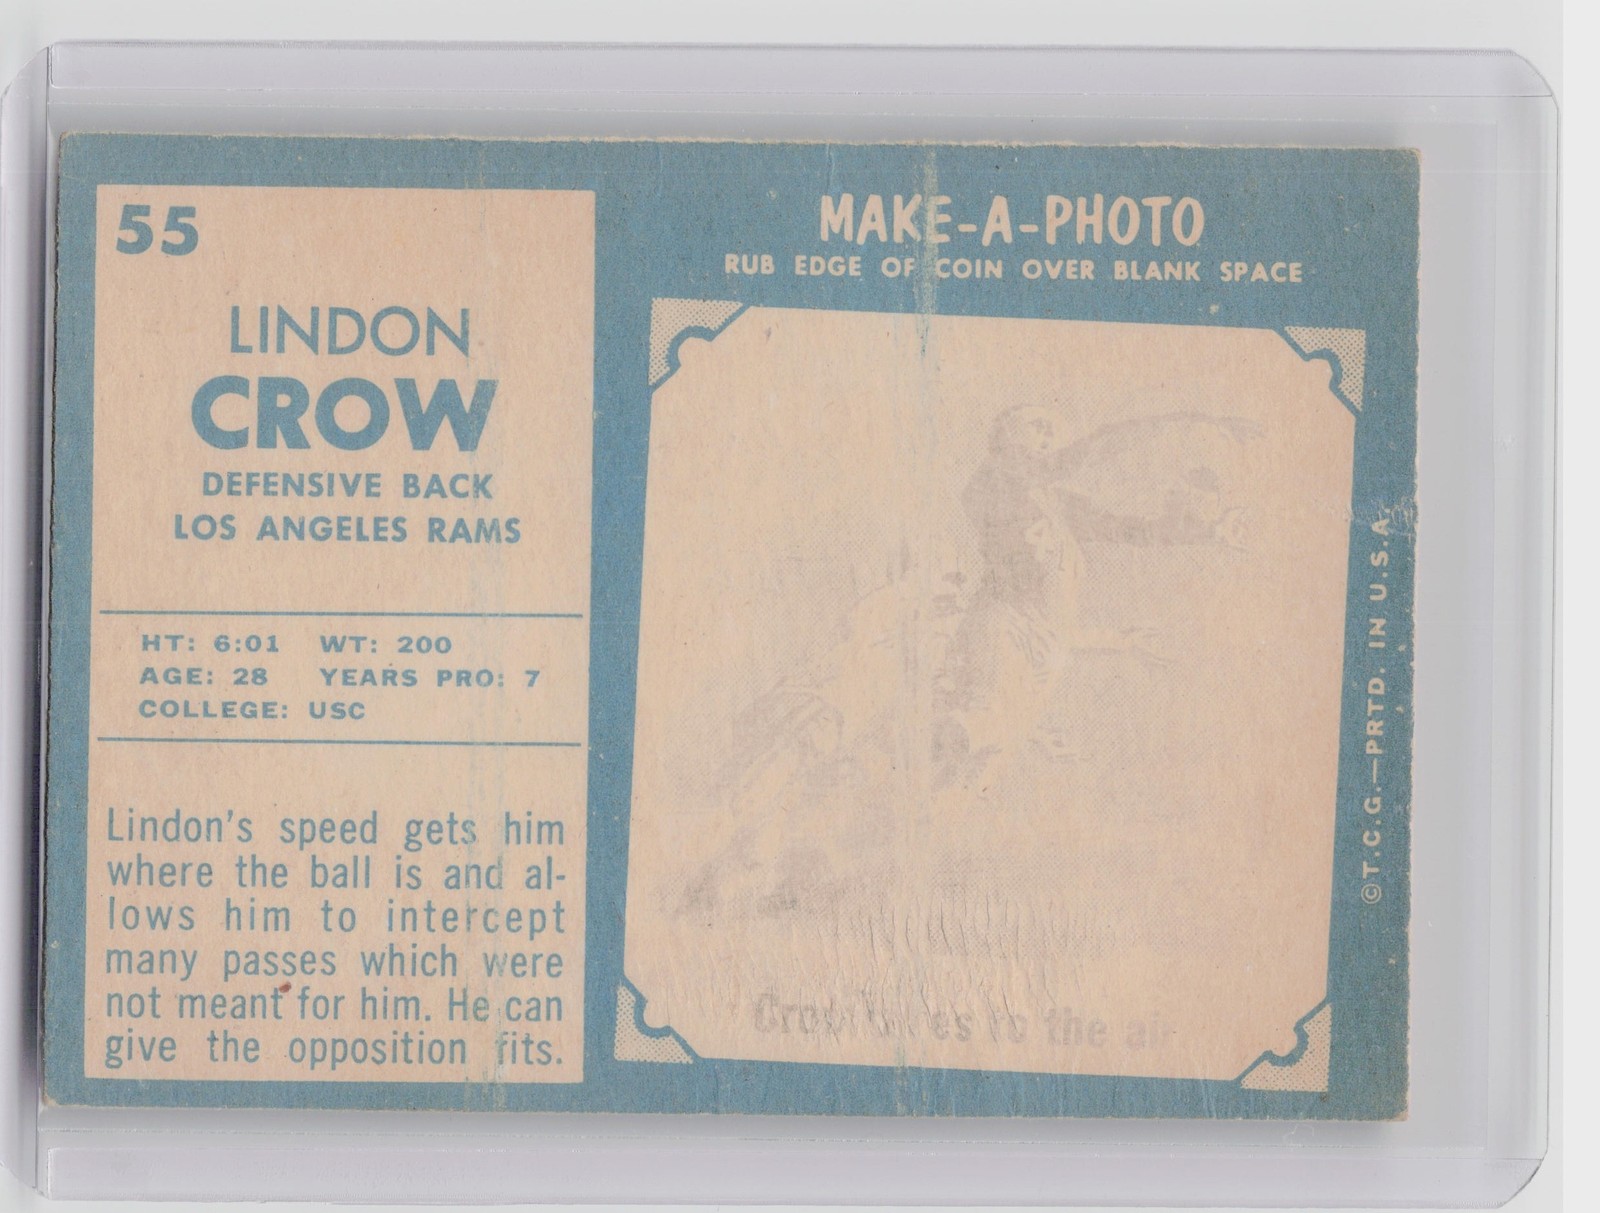 55
LINDON
CROW
DEFENSIVE BACK
LOS ANGELES RAMS
HT: 6:01 WT: 200
AGE: 28 YEARS PRO: 7
COLLEGE: USC
Lindon's speed gets him
where the ball is and al-
lows him to intercept
many passes which were
not meant for him. He can
give the opposition fits.
MAKE-A-PHOTO
RUB EDGE OF COIN OVER BLANK SPACE
Crow to the air
©T.C.G.—PRTD. IN U.S.A.